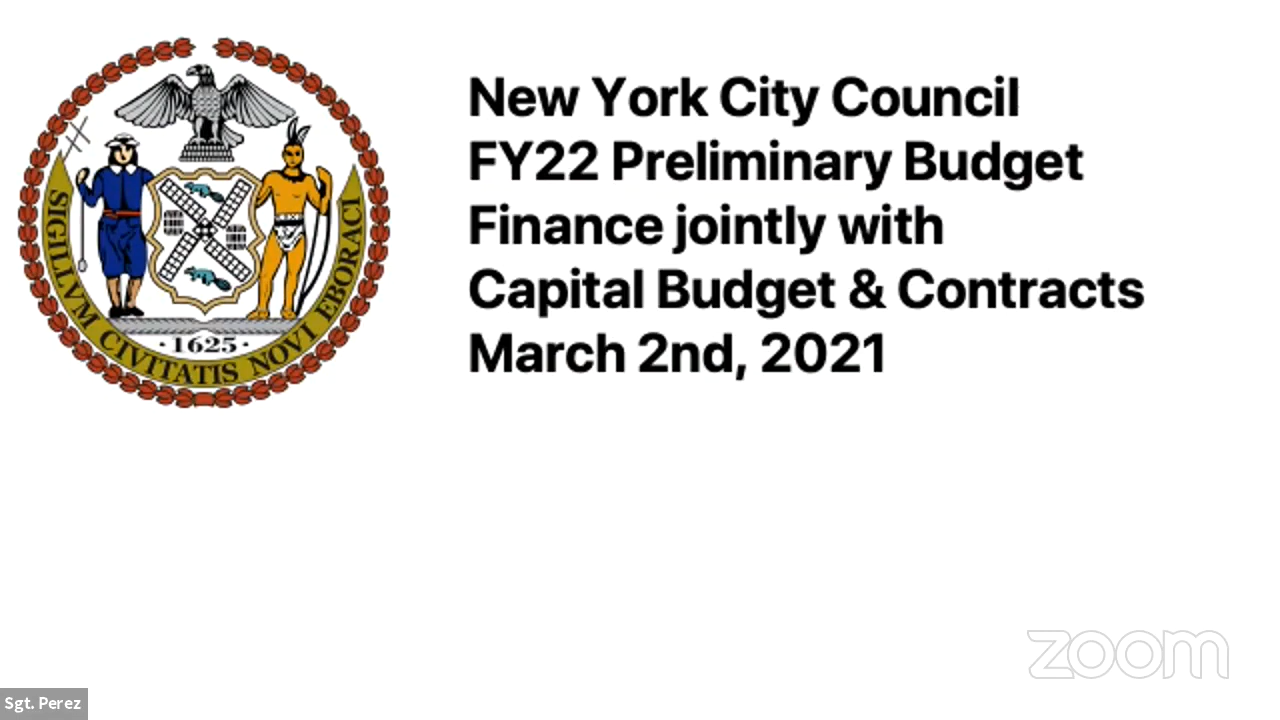 New York City Council
FY22 Preliminary Budget
Finance jointly with
Capital Budget & Contracts
March 2nd, 2021
SIGILLVM CIVITATIS NOVI EBORACI
· 1625 ·
zoom
Sgt. Perez